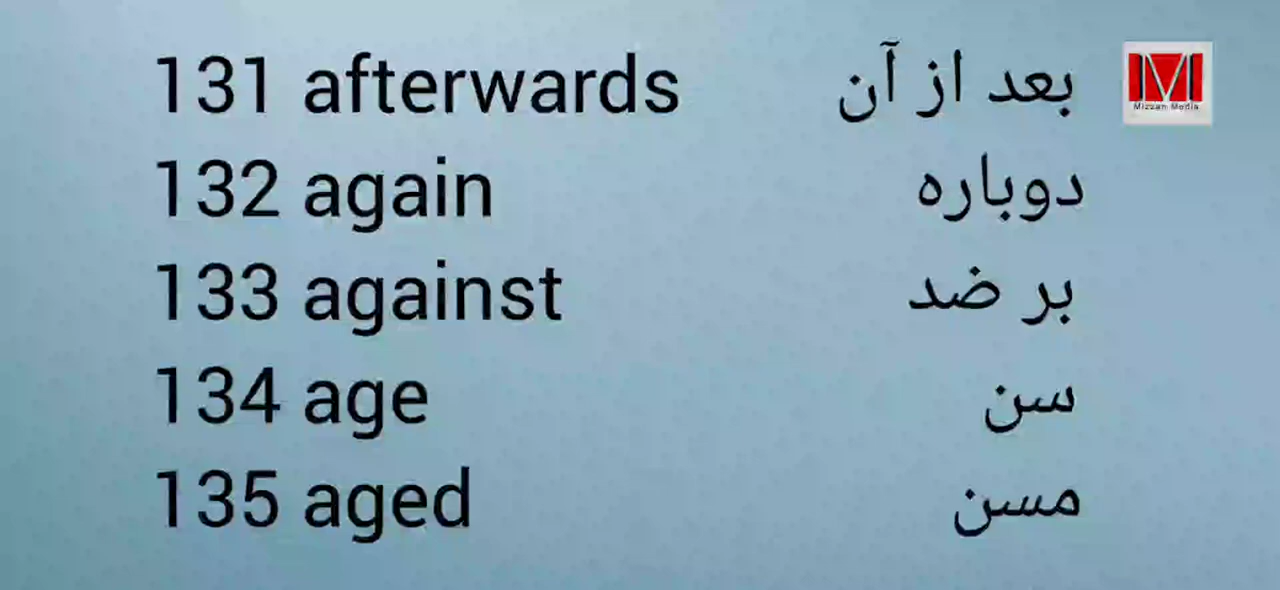 131 afterwards بعد از آن
132 again دوباره
133 against بر ضد
134 age سن
135 aged مسن
Mizaan Media